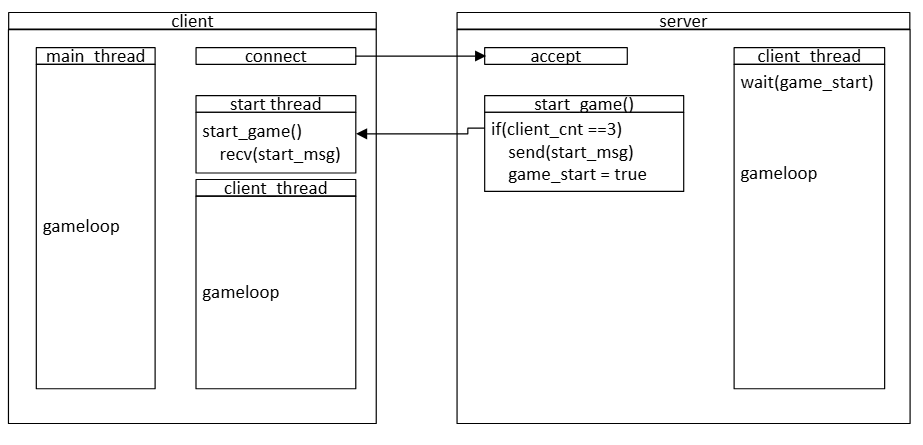 client
main_thread
gameloop
connect
start thread
start_game()
recv(start_msg)
client_thread
gameloop
server
accept
start_game()
if(client_cnt ==3)
send(start_msg)
game_start = true
client_thread
wait(game_start)
gameloop